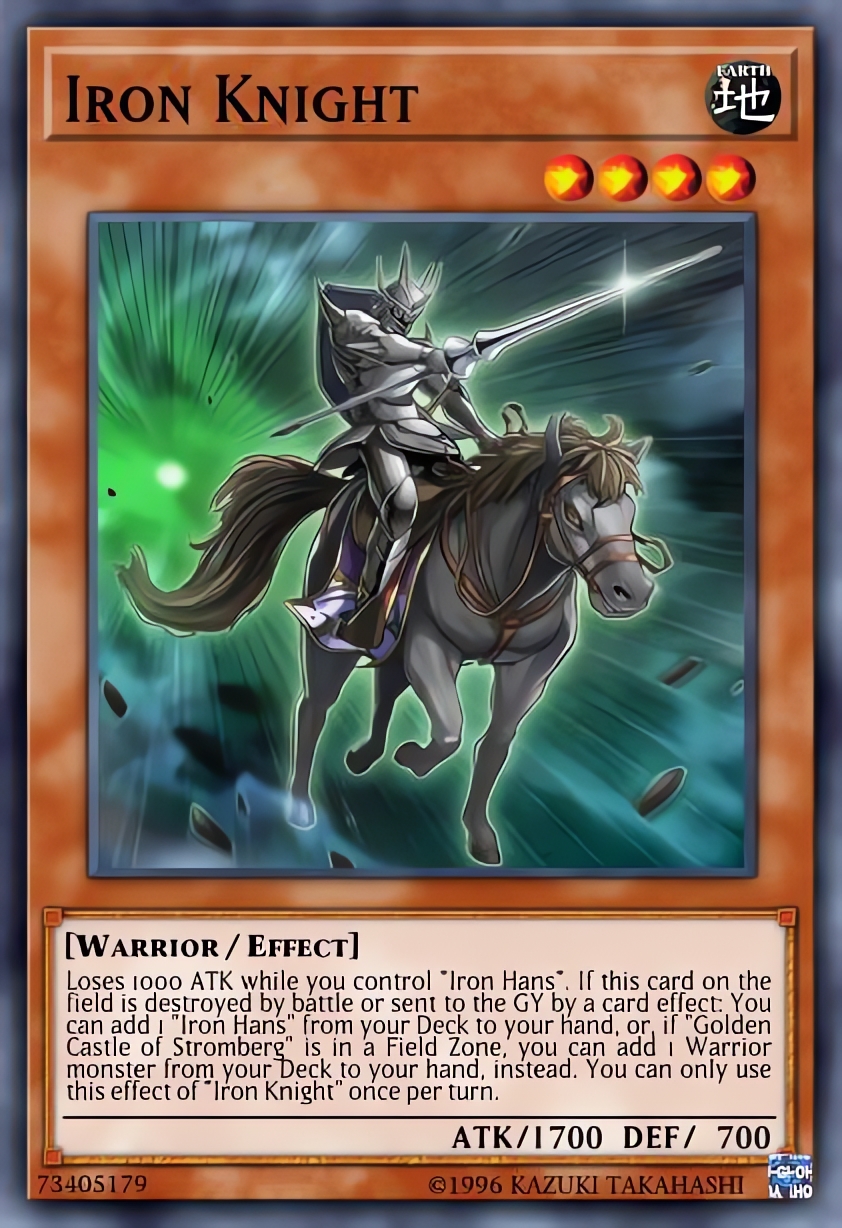 Iron Knight
EARTH
地
[Warrior / Effect]
Loses 1000 ATK while you control "Iron Hans". If this card on the
field is destroyed by battle or sent to the GY by a card effect: You
can add 1 "Iron Hans" from your Deck to your hand, or, if "Golden
Castle of Stromberg" is in a Field Zone, you can add 1 Warrior
monster from your Deck to your hand, instead. You can only use
this effect of "Iron Knight" once per turn.
ATK/1700 DEF/ 700
73405179 ©1996 KAZUKI TAKAHASHI